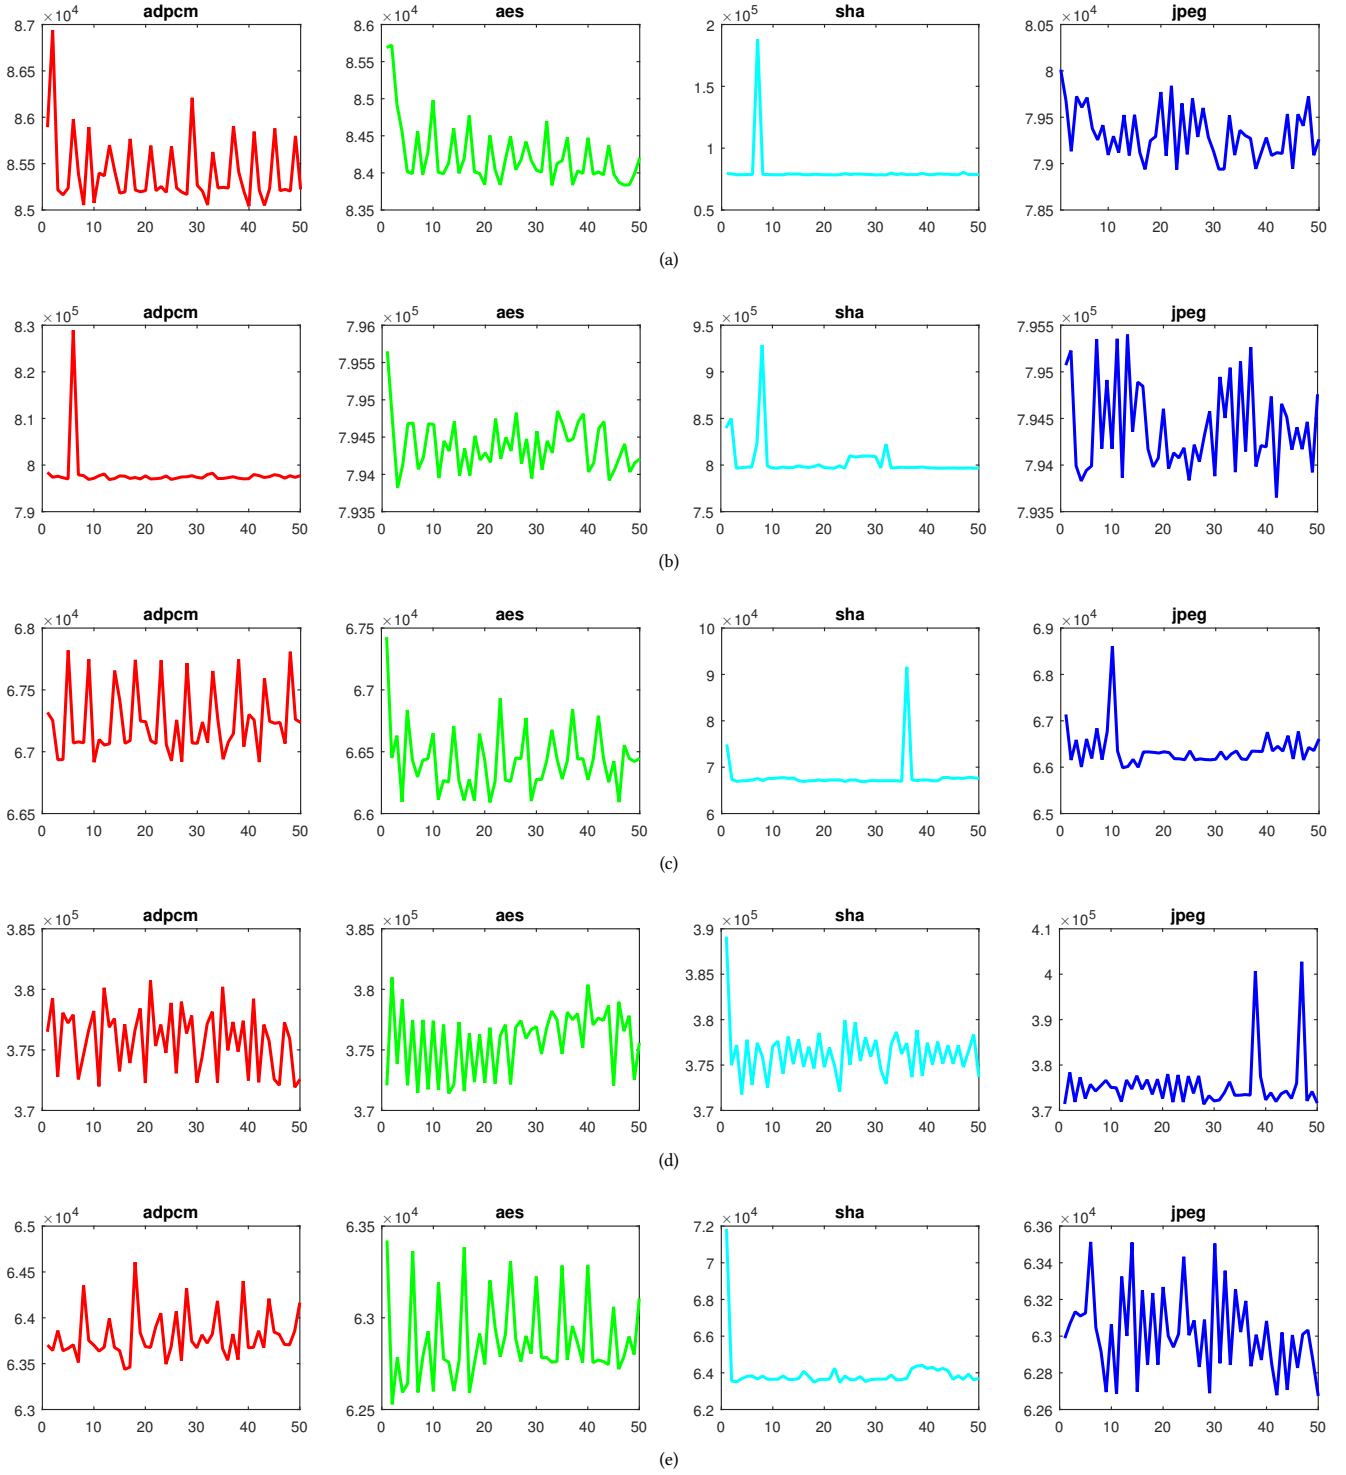 adpcm
×10^4
8.7
8.65
8.6
8.55
8.5
0 10 20 30 40 50
aes
×10^4
8.6
8.55
8.5
8.45
8.4
8.35
0 10 20 30 40 50
sha
×10^5
2
1.5
1
0.5
0 10 20 30 40 50
jpeg
×10^4
8.05
8
7.95
7.9
7.85
10 20 30 40 50
(a)
adpcm
×10^5
8.3
8.2
8.1
8
7.9
0 10 20 30 40 50
aes
×10^5
7.96
7.955
7.95
7.945
7.94
7.935
0 10 20 30 40 50
sha
×10^5
9.5
9
8.5
8
7.5
0 10 20 30 40 50
jpeg
×10^5
7.955
7.95
7.945
7.94
7.935
0 10 20 30 40 50
(b)
adpcm
×10^4
6.8
6.75
6.7
6.65
0 10 20 30 40 50
aes
×10^4
6.75
6.7
6.65
6.6
0 10 20 30 40 50
sha
×10^4
10
9
8
7
6
0 10 20 30 40 50
jpeg
×10^4
6.9
6.8
6.7
6.6
6.5
0 10 20 30 40 50
(c)
adpcm
×10^5
3.85
3.8
3.75
3.7
0 10 20 30 40 50
aes
×10^5
3.85
3.8
3.75
3.7
0 10 20 30 40 50
sha
×10^5
3.9
3.85
3.8
3.75
3.7
0 10 20 30 40 50
jpeg
×10^5
4.1
4
3.9
3.8
3.7
0 10 20 30 40 50
(d)
adpcm
×10^4
6.5
6.45
6.4
6.35
6.3
0 10 20 30 40 50
aes
×10^4
6.35
6.3
6.25
0 10 20 30 40 50
sha
×10^4
7.2
7
6.8
6.6
6.4
6.2
0 10 20 30 40 50
jpeg
×10^4
6.36
6.34
6.32
6.3
6.28
6.26
0 10 20 30 40 50
(e)